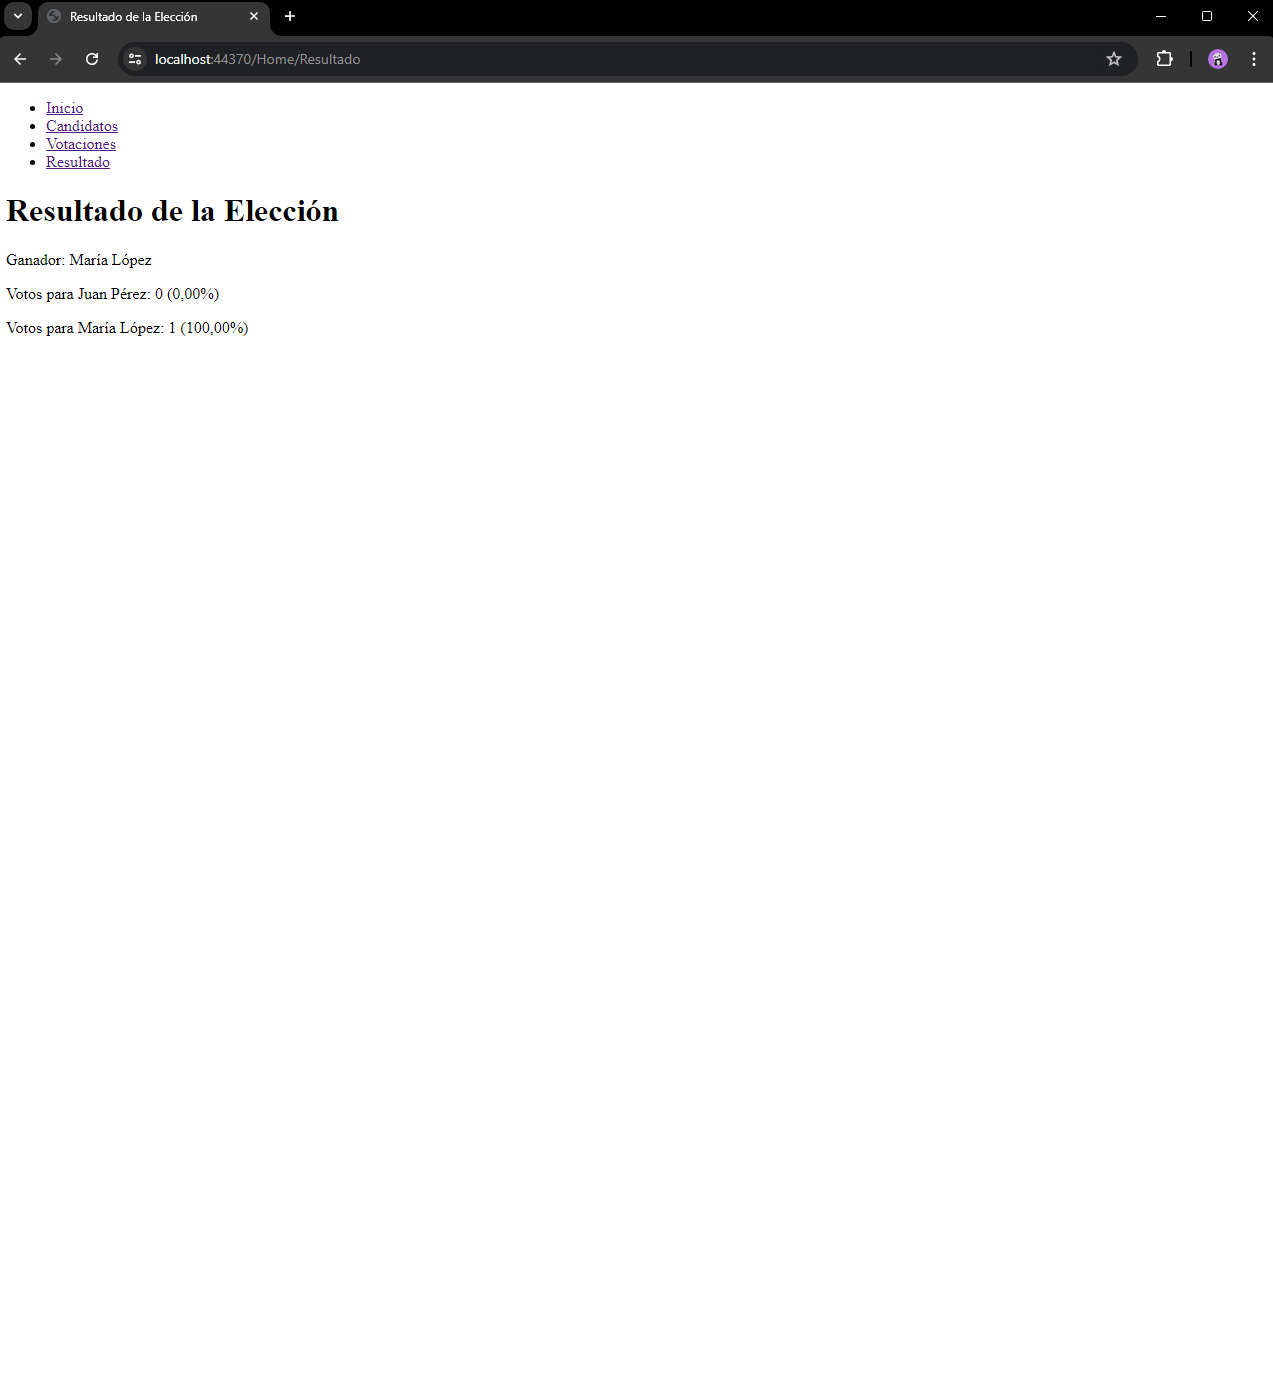 Resultado de la Elección
localhost:44370/Home/Resultado
Inicio
Candidatos
Votaciones
Resultado
Resultado de la Elección
Ganador: María López
Votos para Juan Pérez: 0 (0,00%)
Votos para María López: 1 (100,00%)